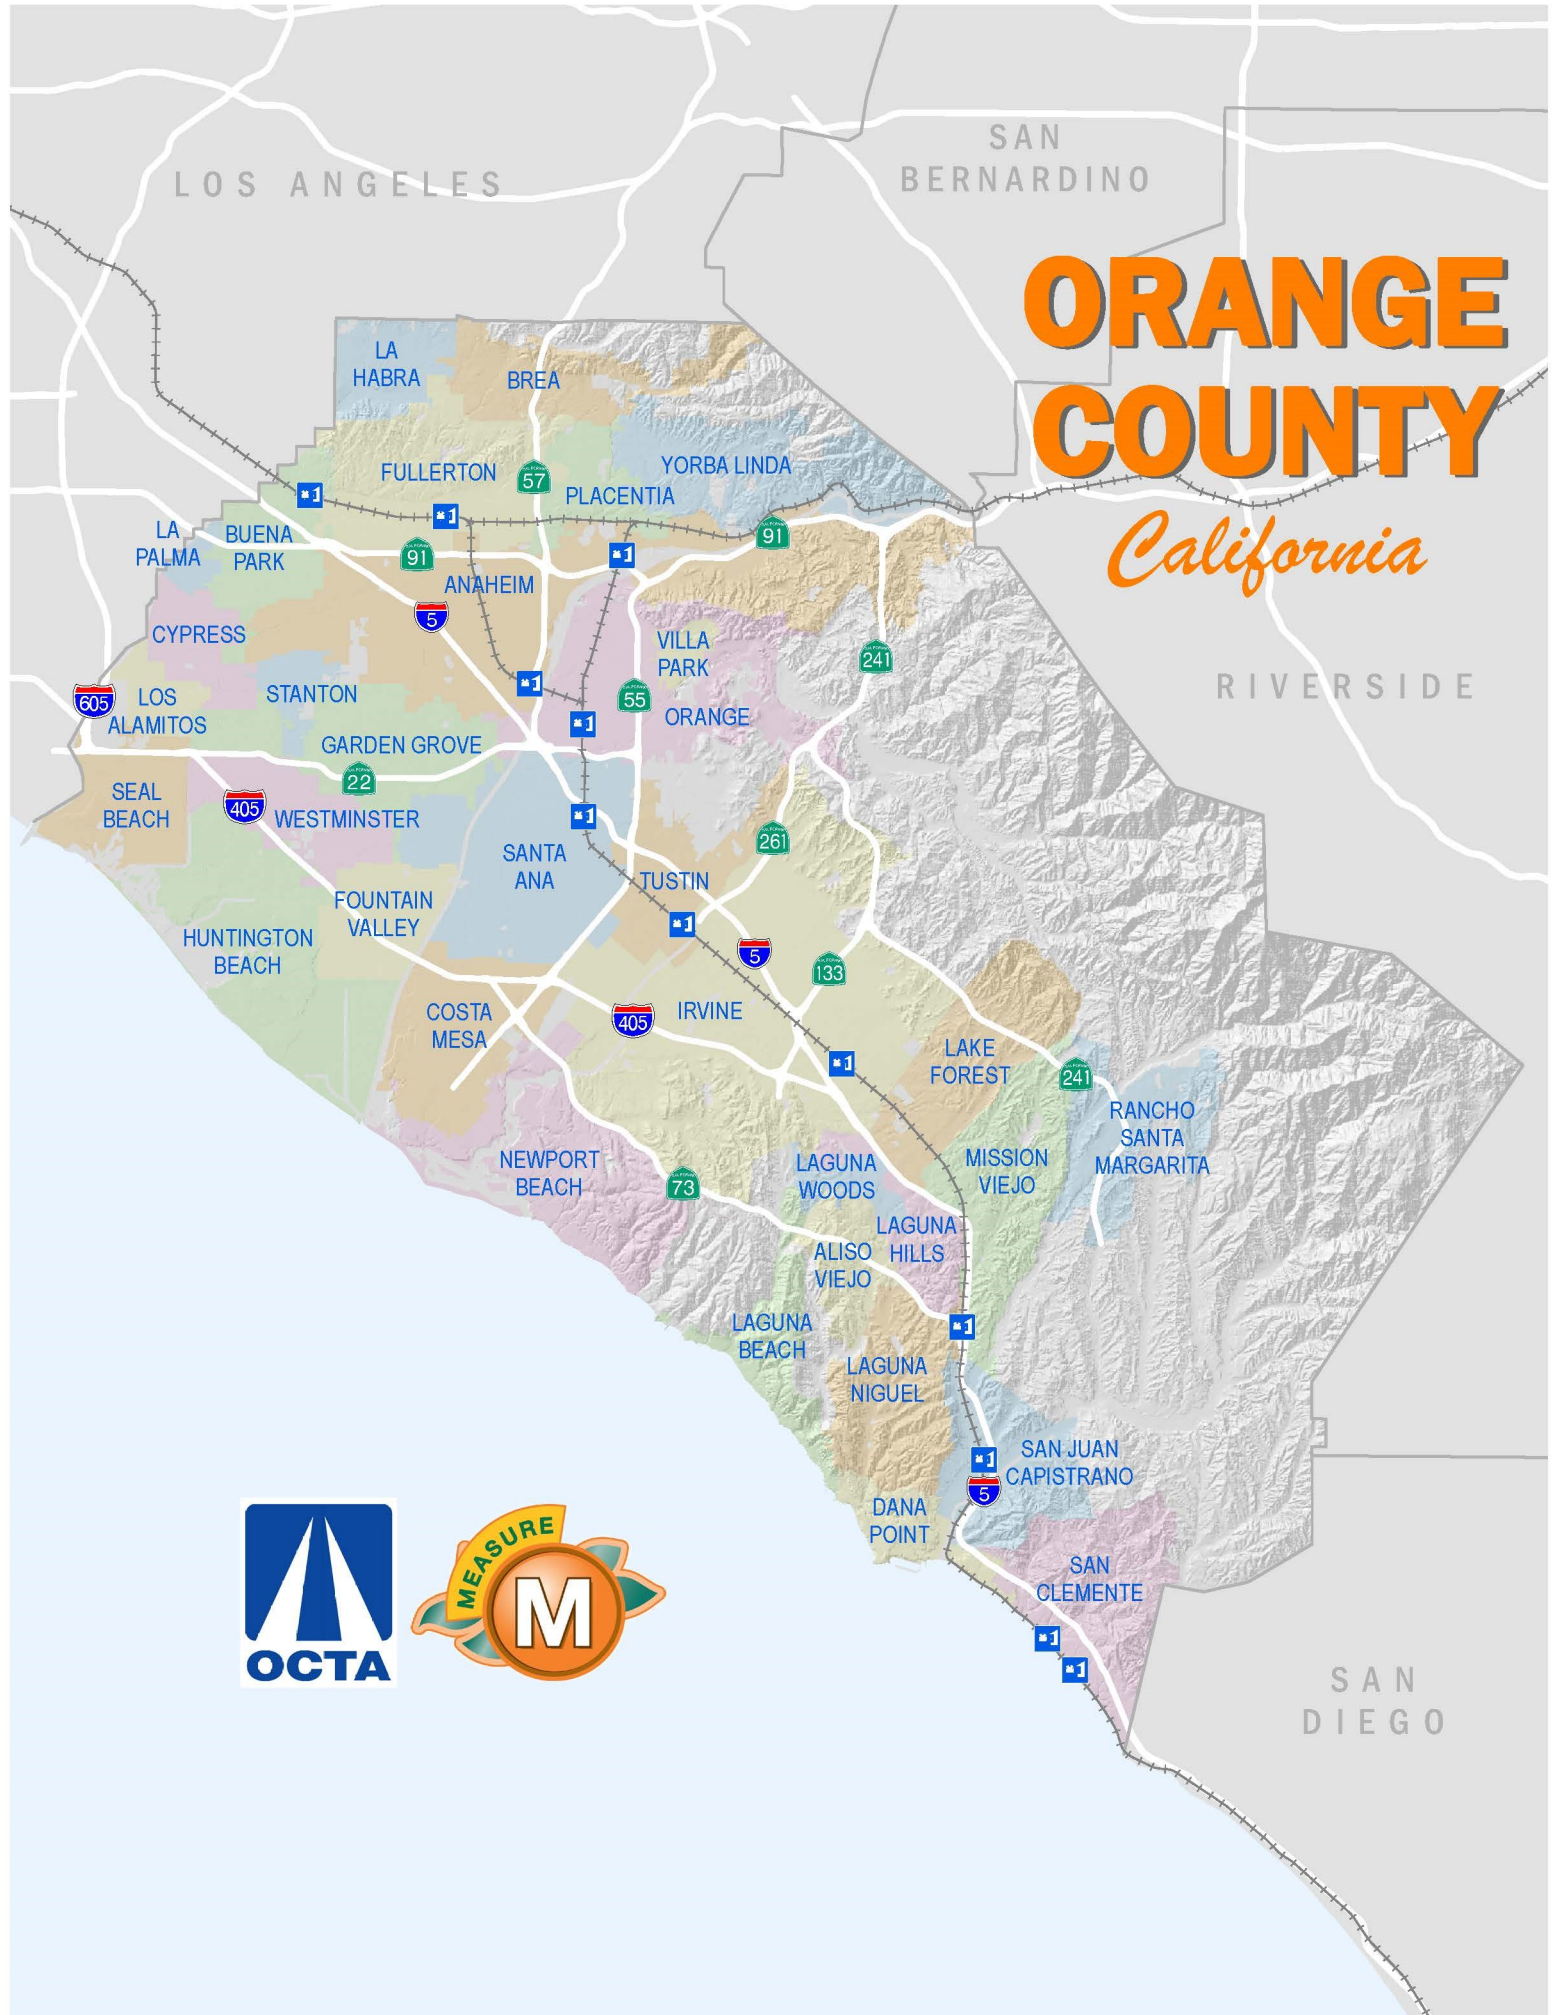 LOS ANGELES
SAN
BERNARDINO
ORANGE
COUNTY
California
RIVERSIDE
SAN
DIEGO
LA
HABRA
BREA
FULLERTON
57
PLACENTIA
YORBA LINDA
LA
PALMA
BUENA
PARK
91
91
ANAHEIM
5
CYPRESS
VILLA
PARK
241
605
LOS
ALAMITOS
STANTON
55
ORANGE
GARDEN GROVE
22
SEAL
BEACH
405
WESTMINSTER
261
SANTA
ANA
TUSTIN
FOUNTAIN
VALLEY
HUNTINGTON
BEACH
5
133
COSTA
MESA
405
IRVINE
LAKE
FOREST
241
RANCHO
SANTA
MARGARITA
NEWPORT
BEACH
73
LAGUNA
WOODS
MISSION
VIEJO
LAGUNA
HILLS
ALISO
VIEJO
LAGUNA
BEACH
LAGUNA
NIGUEL
SAN JUAN
CAPISTRANO
5
DANA
POINT
SAN
CLEMENTE
OCTA
MEASURE
M